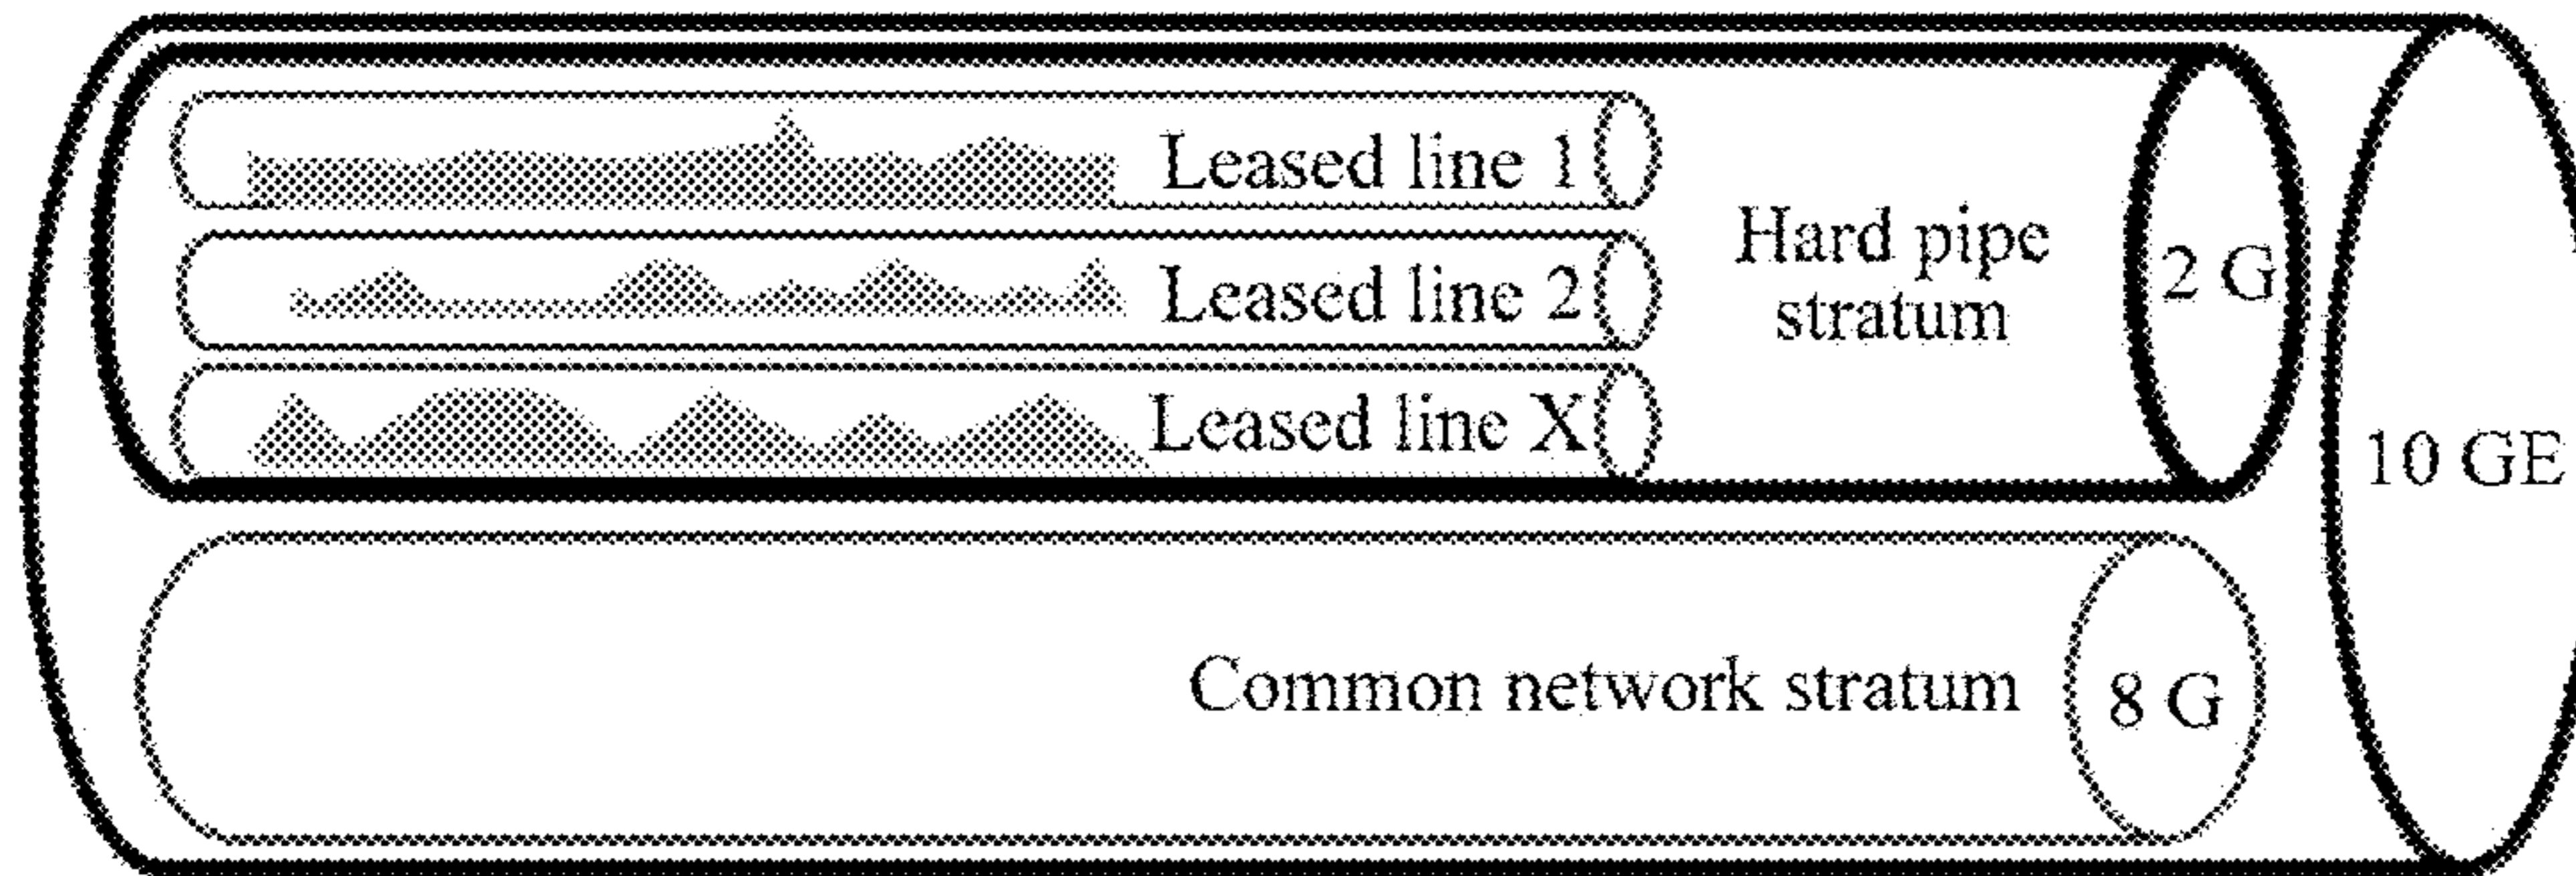 Leased line 1
Leased line 2
Leased line X
Hard pipe
stratum
2 G
10 GE
Common network stratum
8 G